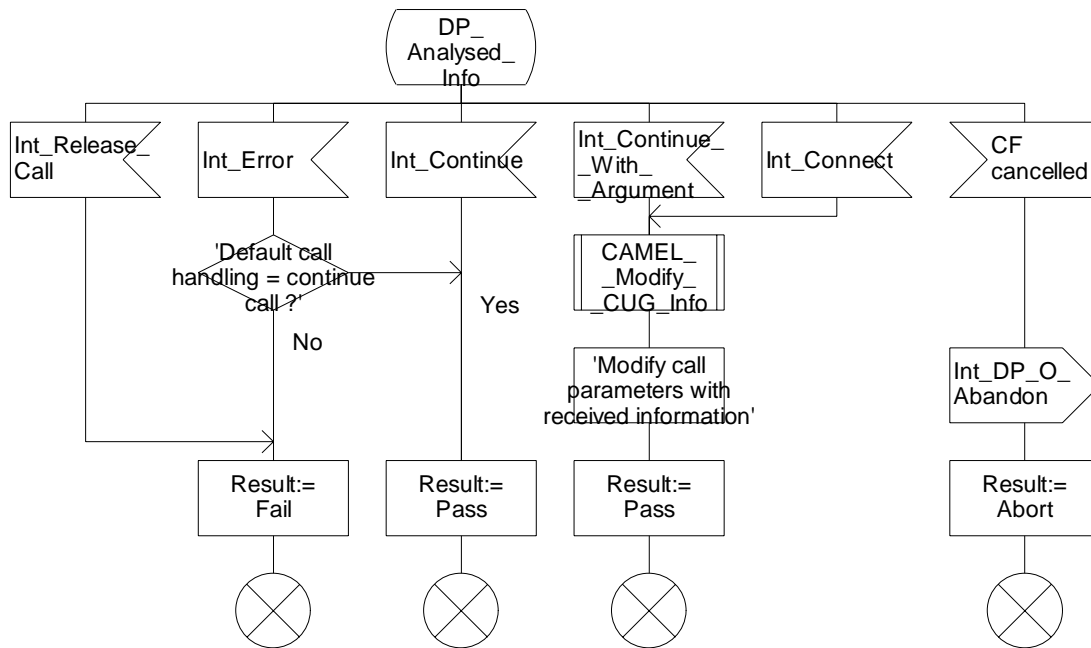 DP_
Analysed_
Info
Int_Release_
Call
Int_Error
Int_Continue
Int_Continue_
_With_
_Argument
Int_Connect
CF
cancelled
'Default call
handling = continue
call ?'
Yes
No
CAMEL_
_Modify_
_CUG_Info
'Modify call
parameters with
received information'
Int_DP_O_
Abandon
Result:=
Fail
Result:=
Pass
Result:=
Pass
Result:=
Abort